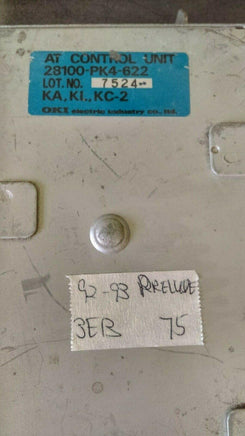 AT CONTROL UNIT
28100-PK4-622
LOT. NO. 7524
KA, KI., KC-2
OKI electric industry co., ltd.
92-93 PRELUDE
3EB 75